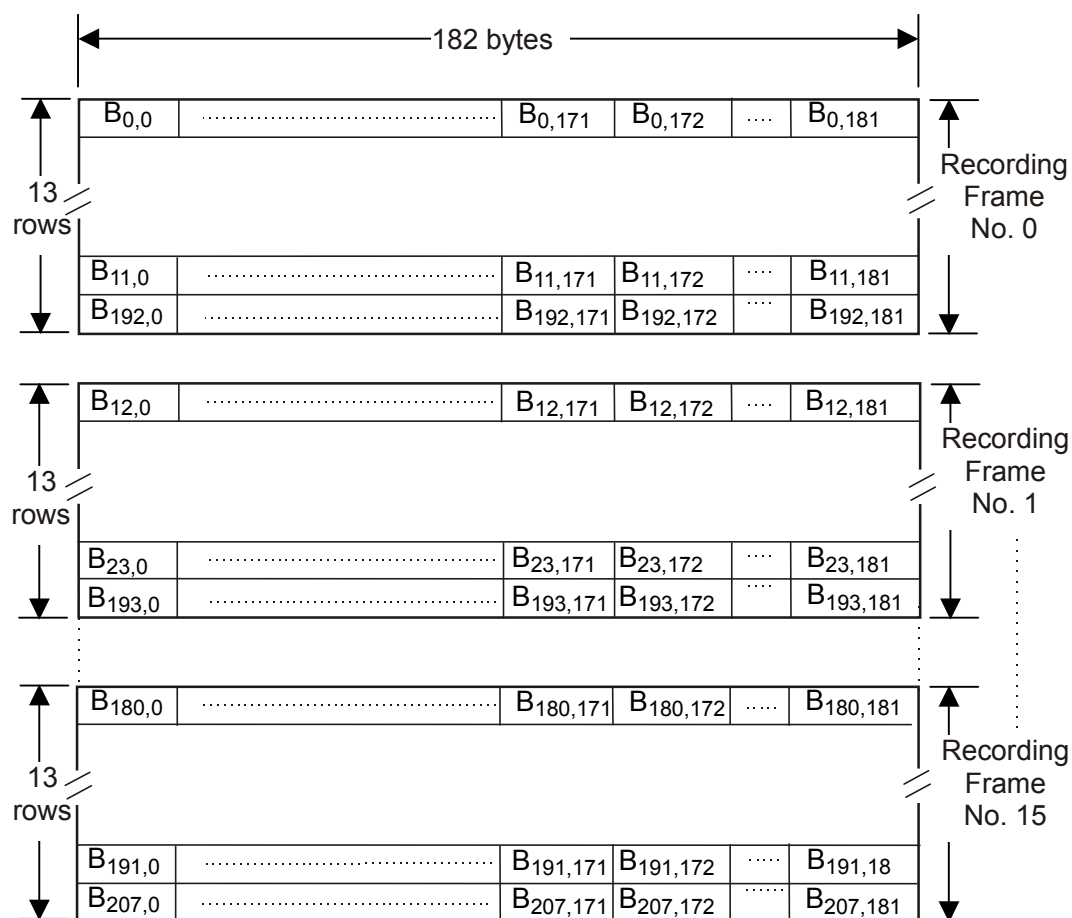 182 bytes
B0,0 ........ B0,171 B0,172 .... B0,181
13 rows
Recording Frame No. 0
B11,0 ........ B11,171 B11,172 .... B11,181
B192,0 ........ B192,171 B192,172 .... B192,181
B12,0 ........ B12,171 B12,172 .... B12,181
13 rows
Recording Frame No. 1
B23,0 ........ B23,171 B23,172 .... B23,181
B193,0 ........ B193,171 B193,172 .... B193,181
B180,0 ........ B180,171 B180,172 ..... B180,181
13 rows
Recording Frame No. 15
B191,0 ........ B191,171 B191,172 ..... B191,18
B207,0 ........ B207,171 B207,172 ...... B207,181